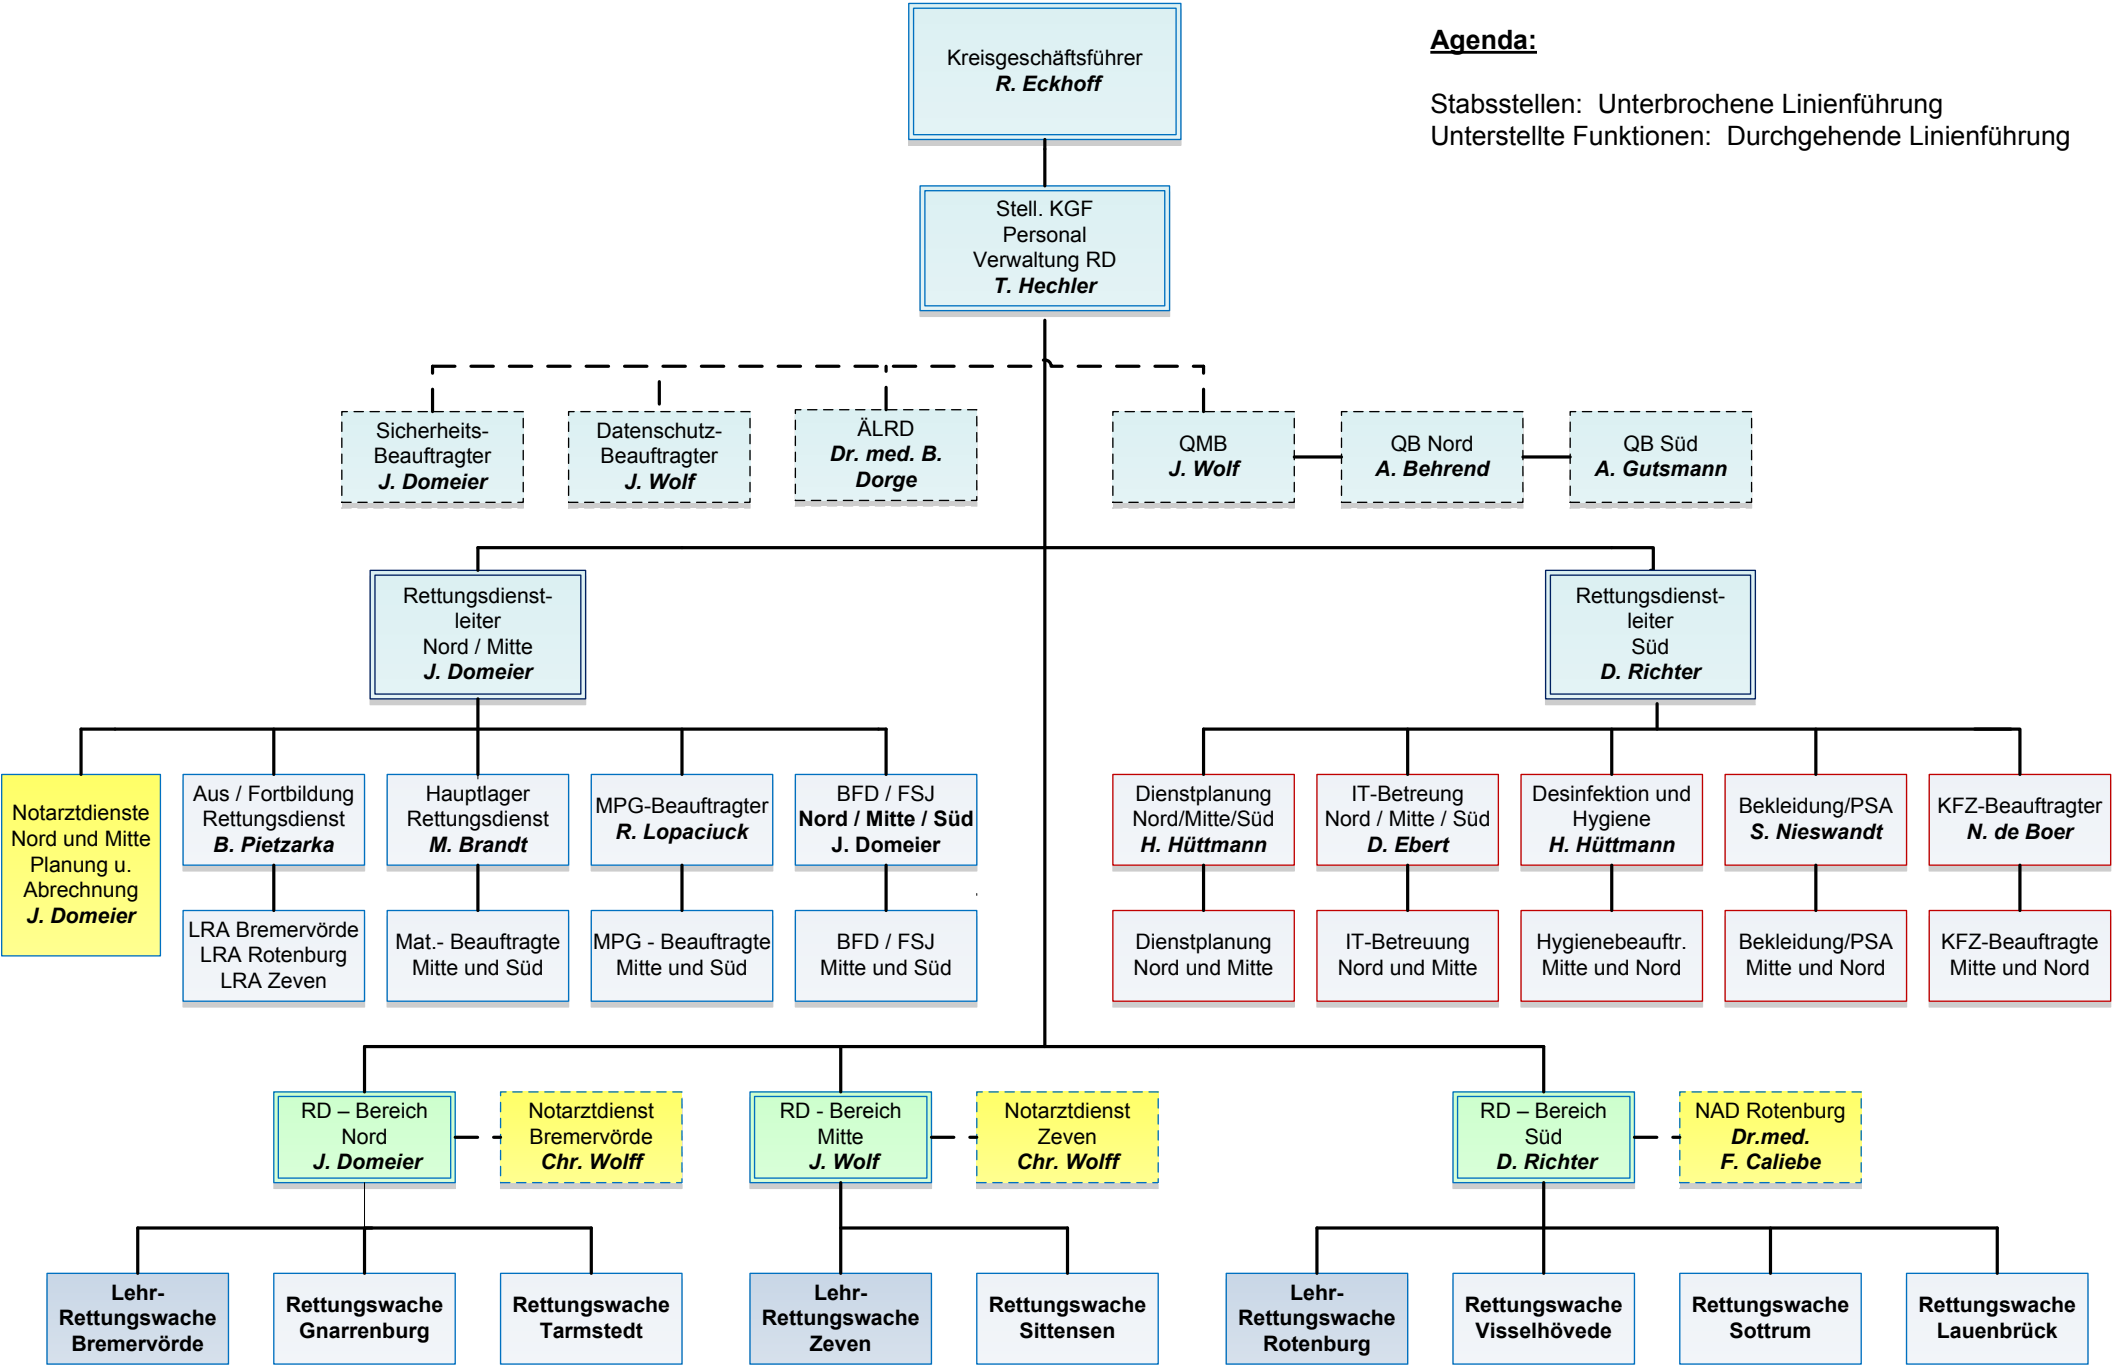 Kreisgeschäftsführer
R. Eckhoff
Agenda:
Stabsstellen: Unterbrochene Linienführung
Unterstellte Funktionen: Durchgehende Linienführung
Stell. KGF
Personal
Verwaltung RD
T. Hechler
Sicherheits-
Beauftragter
J. Domeier
Datenschutz-
Beauftragter
J. Wolf
ÄLRD
Dr. med. B.
Dorge
QMB
J. Wolf
QB Nord
A. Behrend
QB Süd
A. Gutsmann
Rettungsdienst-
leiter
Nord / Mitte
J. Domeier
Rettungsdienst-
leiter
Süd
D. Richter
Notarztdienste
Nord und Mitte
Planung u.
Abrechnung
J. Domeier
Aus / Fortbildung
Rettungsdienst
B. Pietzarka
Hauptlager
Rettungsdienst
M. Brandt
MPG-Beauftragter
R. Lopaciuck
BFD / FSJ
Nord / Mitte / Süd
J. Domeier
Dienstplanung
Nord/Mitte/Süd
H. Hüttmann
IT-Betreung
Nord / Mitte / Süd
D. Ebert
Desinfektion und
Hygiene
H. Hüttmann
Bekleidung/PSA
S. Nieswandt
KFZ-Beauftragter
N. de Boer
LRA Bremervörde
LRA Rotenburg
LRA Zeven
Mat.- Beauftragte
Mitte und Süd
MPG - Beauftragte
Mitte und Süd
BFD / FSJ
Mitte und Süd
Dienstplanung
Nord und Mitte
IT-Betreuung
Nord und Mitte
Hygienebeauftr.
Mitte und Nord
Bekleidung/PSA
Mitte und Nord
KFZ-Beauftragte
Mitte und Nord
RD – Bereich
Nord
J. Domeier
Notarztdienst
Bremervörde
Chr. Wolff
RD - Bereich
Mitte
J. Wolf
Notarztdienst
Zeven
Chr. Wolff
RD – Bereich
Süd
D. Richter
NAD Rotenburg
Dr.med.
F. Caliebe
Lehr-
Rettungswache
Bremervörde
Rettungswache
Gnarrenburg
Rettungswache
Tarmstedt
Lehr-
Rettungswache
Zeven
Rettungswache
Sittensen
Lehr-
Rettungswache
Rotenburg
Rettungswache
Visselhövede
Rettungswache
Sottrum
Rettungswache
Lauenbrück